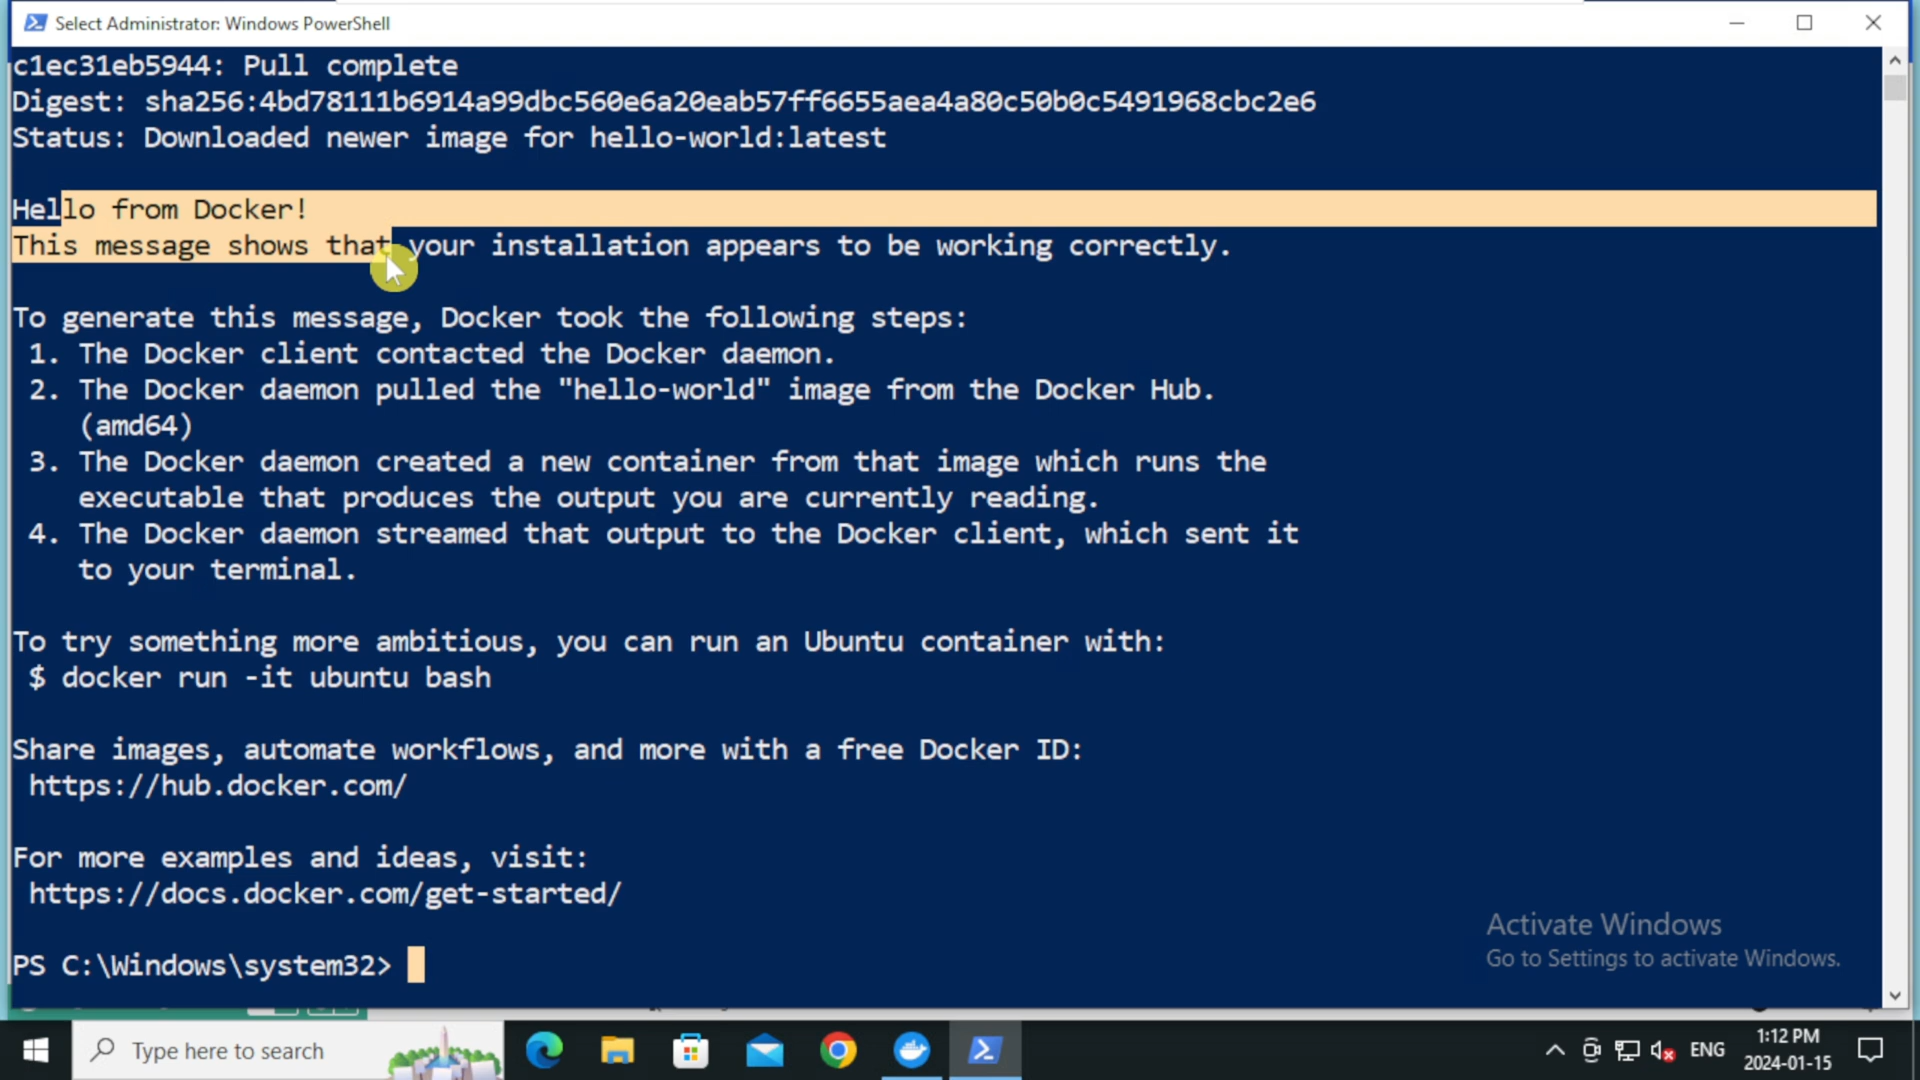 Select Administrator: Windows PowerShell
c1ec31eb5944: Pull complete
Digest: sha256:4bd78111b6914a99dbc560e6a20eab57ff6655aea4a80c50b0c5491968cbc2e6
Status: Downloaded newer image for hello-world:latest
Hello from Docker!
This message shows that your installation appears to be working correctly.
To generate this message, Docker took the following steps:
1. The Docker client contacted the Docker daemon.
2. The Docker daemon pulled the "hello-world" image from the Docker Hub.
(amd64)
3. The Docker daemon created a new container from that image which runs the
executable that produces the output you are currently reading.
4. The Docker daemon streamed that output to the Docker client, which sent it
to your terminal.
To try something more ambitious, you can run an Ubuntu container with:
$ docker run -it ubuntu bash
Share images, automate workflows, and more with a free Docker ID:
https://hub.docker.com/
For more examples and ideas, visit:
https://docs.docker.com/get-started/
PS C:\Windows\system32>
Activate Windows
Go to Settings to activate Windows.
Type here to search
ENG
1:12 PM
2024-01-15